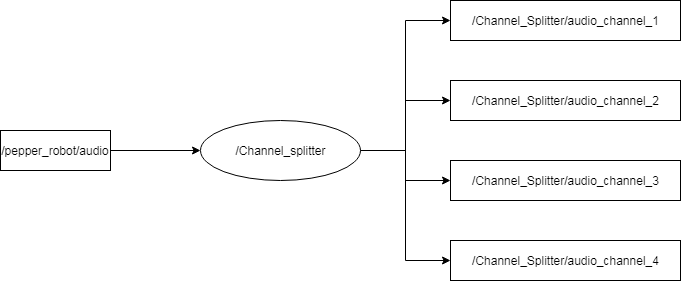 /Channel_Splitter/audio_channel_1
/Channel_Splitter/audio_channel_2
/pepper_robot/audio
/Channel_splitter
/Channel_Splitter/audio_channel_3
/Channel_Splitter/audio_channel_4